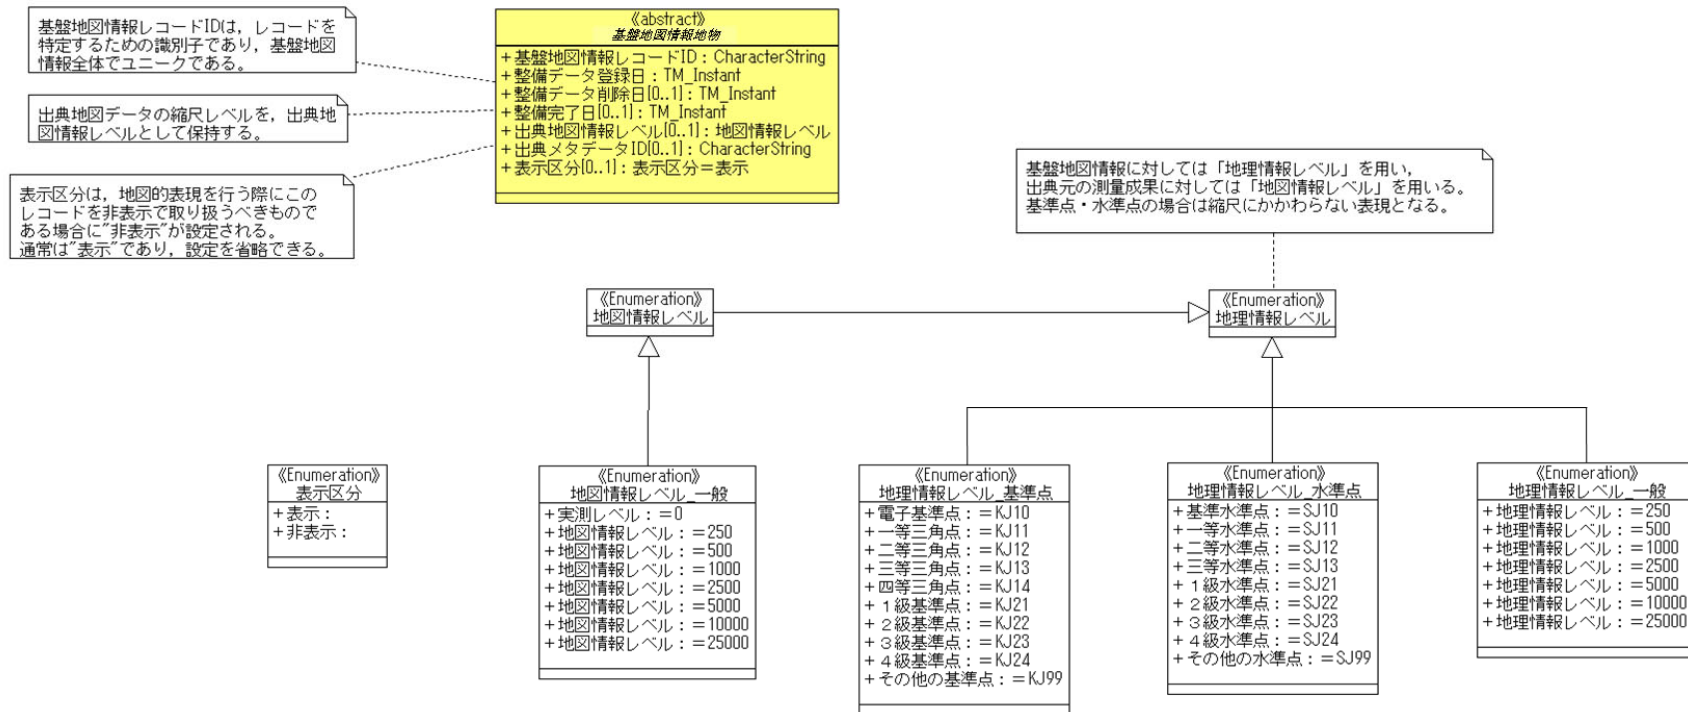 基盤地図情報レコードIDは，レコードを
特定するための識別子であり，基盤地図
情報全体でユニークである。
出典地図データの縮尺レベルを，出典地
図情報レベルとして保持する。
表示区分は，地図的表現を行う際にこの
レコードを非表示で取り扱うべきもので
ある場合に"非表示"が設定される。
通常は"表示"であり，設定を省略できる。
《abstract》
基盤地図情報地物
+基盤地図情報レコードID：CharacterString
+整備データ登録日：TM_Instant
+整備データ削除日[0..1]：TM_Instant
+整備完了日[0..1]：TM_Instant
+出典地図情報レベル[0..1]：地図情報レベル
+出典メタデータID[0..1]：CharacterString
+表示区分[0..1]：表示区分＝表示
基盤地図情報に対しては「地理情報レベル」を用い，
出典元の測量成果に対しては「地図情報レベル」を用いる。
基準点・水準点の場合は縮尺にかかわらない表現となる。
《Enumeration》
地図情報レベル
《Enumeration》
地理情報レベル
《Enumeration》
表示区分
+表示：
+非表示：
《Enumeration》
地図情報レベル_一般
+実測レベル：＝0
+地図情報レベル：＝250
+地図情報レベル：＝500
+地図情報レベル：＝1000
+地図情報レベル：＝2500
+地図情報レベル：＝5000
+地図情報レベル：＝10000
+地図情報レベル：＝25000
《Enumeration》
地理情報レベル_基準点
+電子基準点：＝KJ10
+一等三角点：＝KJ11
+二等三角点：＝KJ12
+三等三角点：＝KJ13
+四等三角点：＝KJ14
+１級基準点：＝KJ21
+２級基準点：＝KJ22
+３級基準点：＝KJ23
+４級基準点：＝KJ24
+その他の基準点：＝KJ99
《Enumeration》
地理情報レベル_水準点
+基準水準点：＝SJ10
+一等水準点：＝SJ11
+二等水準点：＝SJ12
+三等水準点：＝SJ13
+１級水準点：＝SJ21
+２級水準点：＝SJ22
+３級水準点：＝SJ23
+４級水準点：＝SJ24
+その他の水準点：＝SJ99
《Enumeration》
地理情報レベル_一般
+地理情報レベル：＝250
+地理情報レベル：＝500
+地理情報レベル：＝1000
+地理情報レベル：＝2500
+地理情報レベル：＝5000
+地理情報レベル：＝10000
+地理情報レベル：＝25000